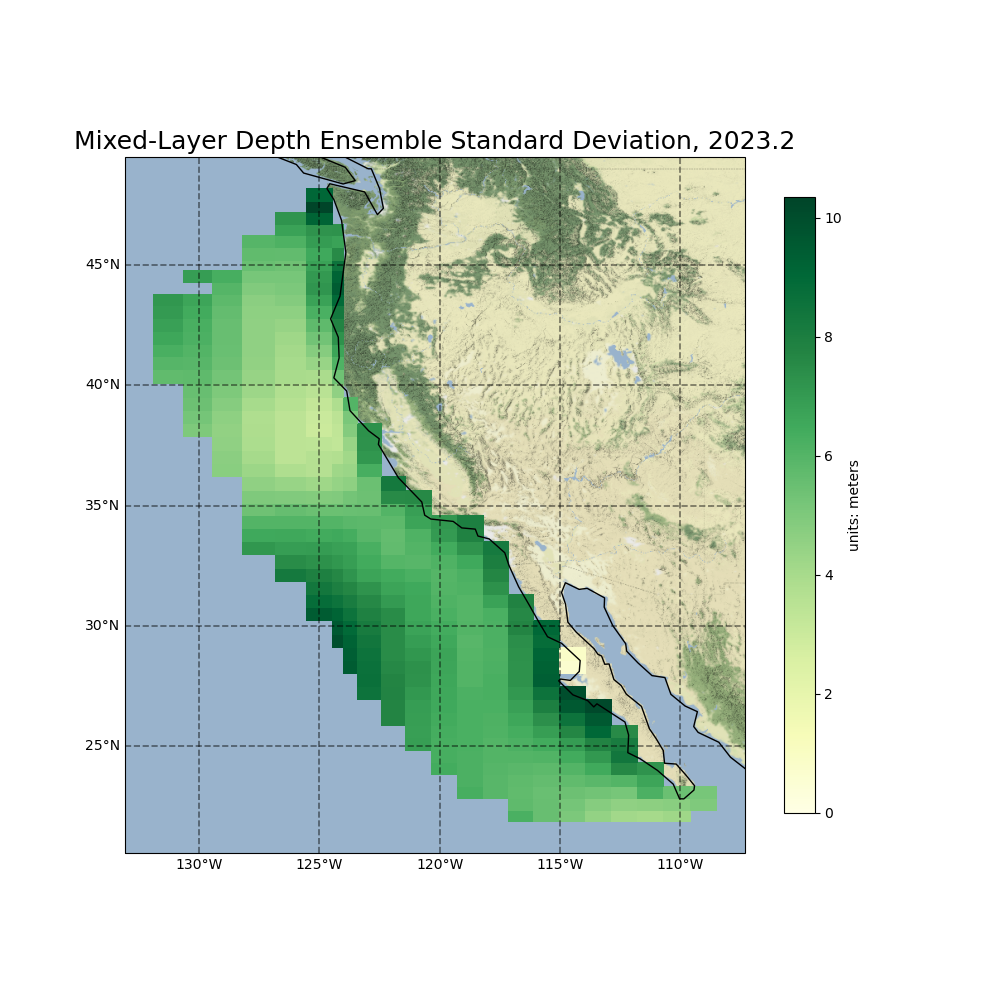 Mixed-Layer Depth Ensemble Standard Deviation, 2023.2
45°N
40°N
35°N
30°N
25°N
130°W
125°W
120°W
115°W
110°W
10
8
6
4
2
0
units: meters